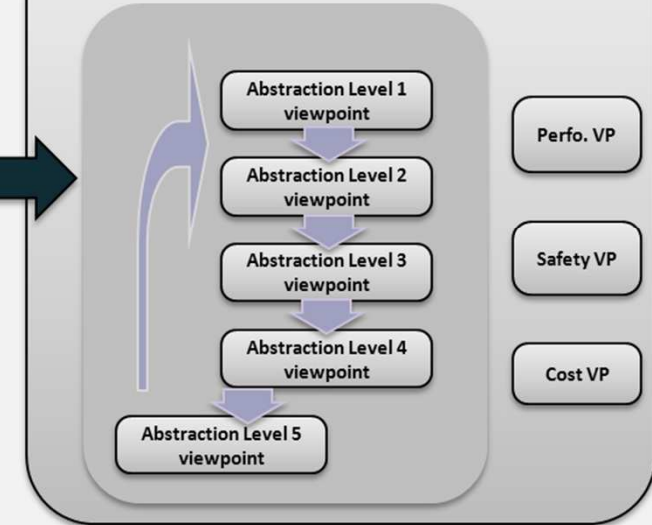 Abstraction Level 1
viewpoint
Abstraction Level 2
viewpoint
Abstraction Level 3
viewpoint
Abstraction Level 4
viewpoint
Abstraction Level 5
viewpoint
Perfo. VP
Safety VP
Cost VP